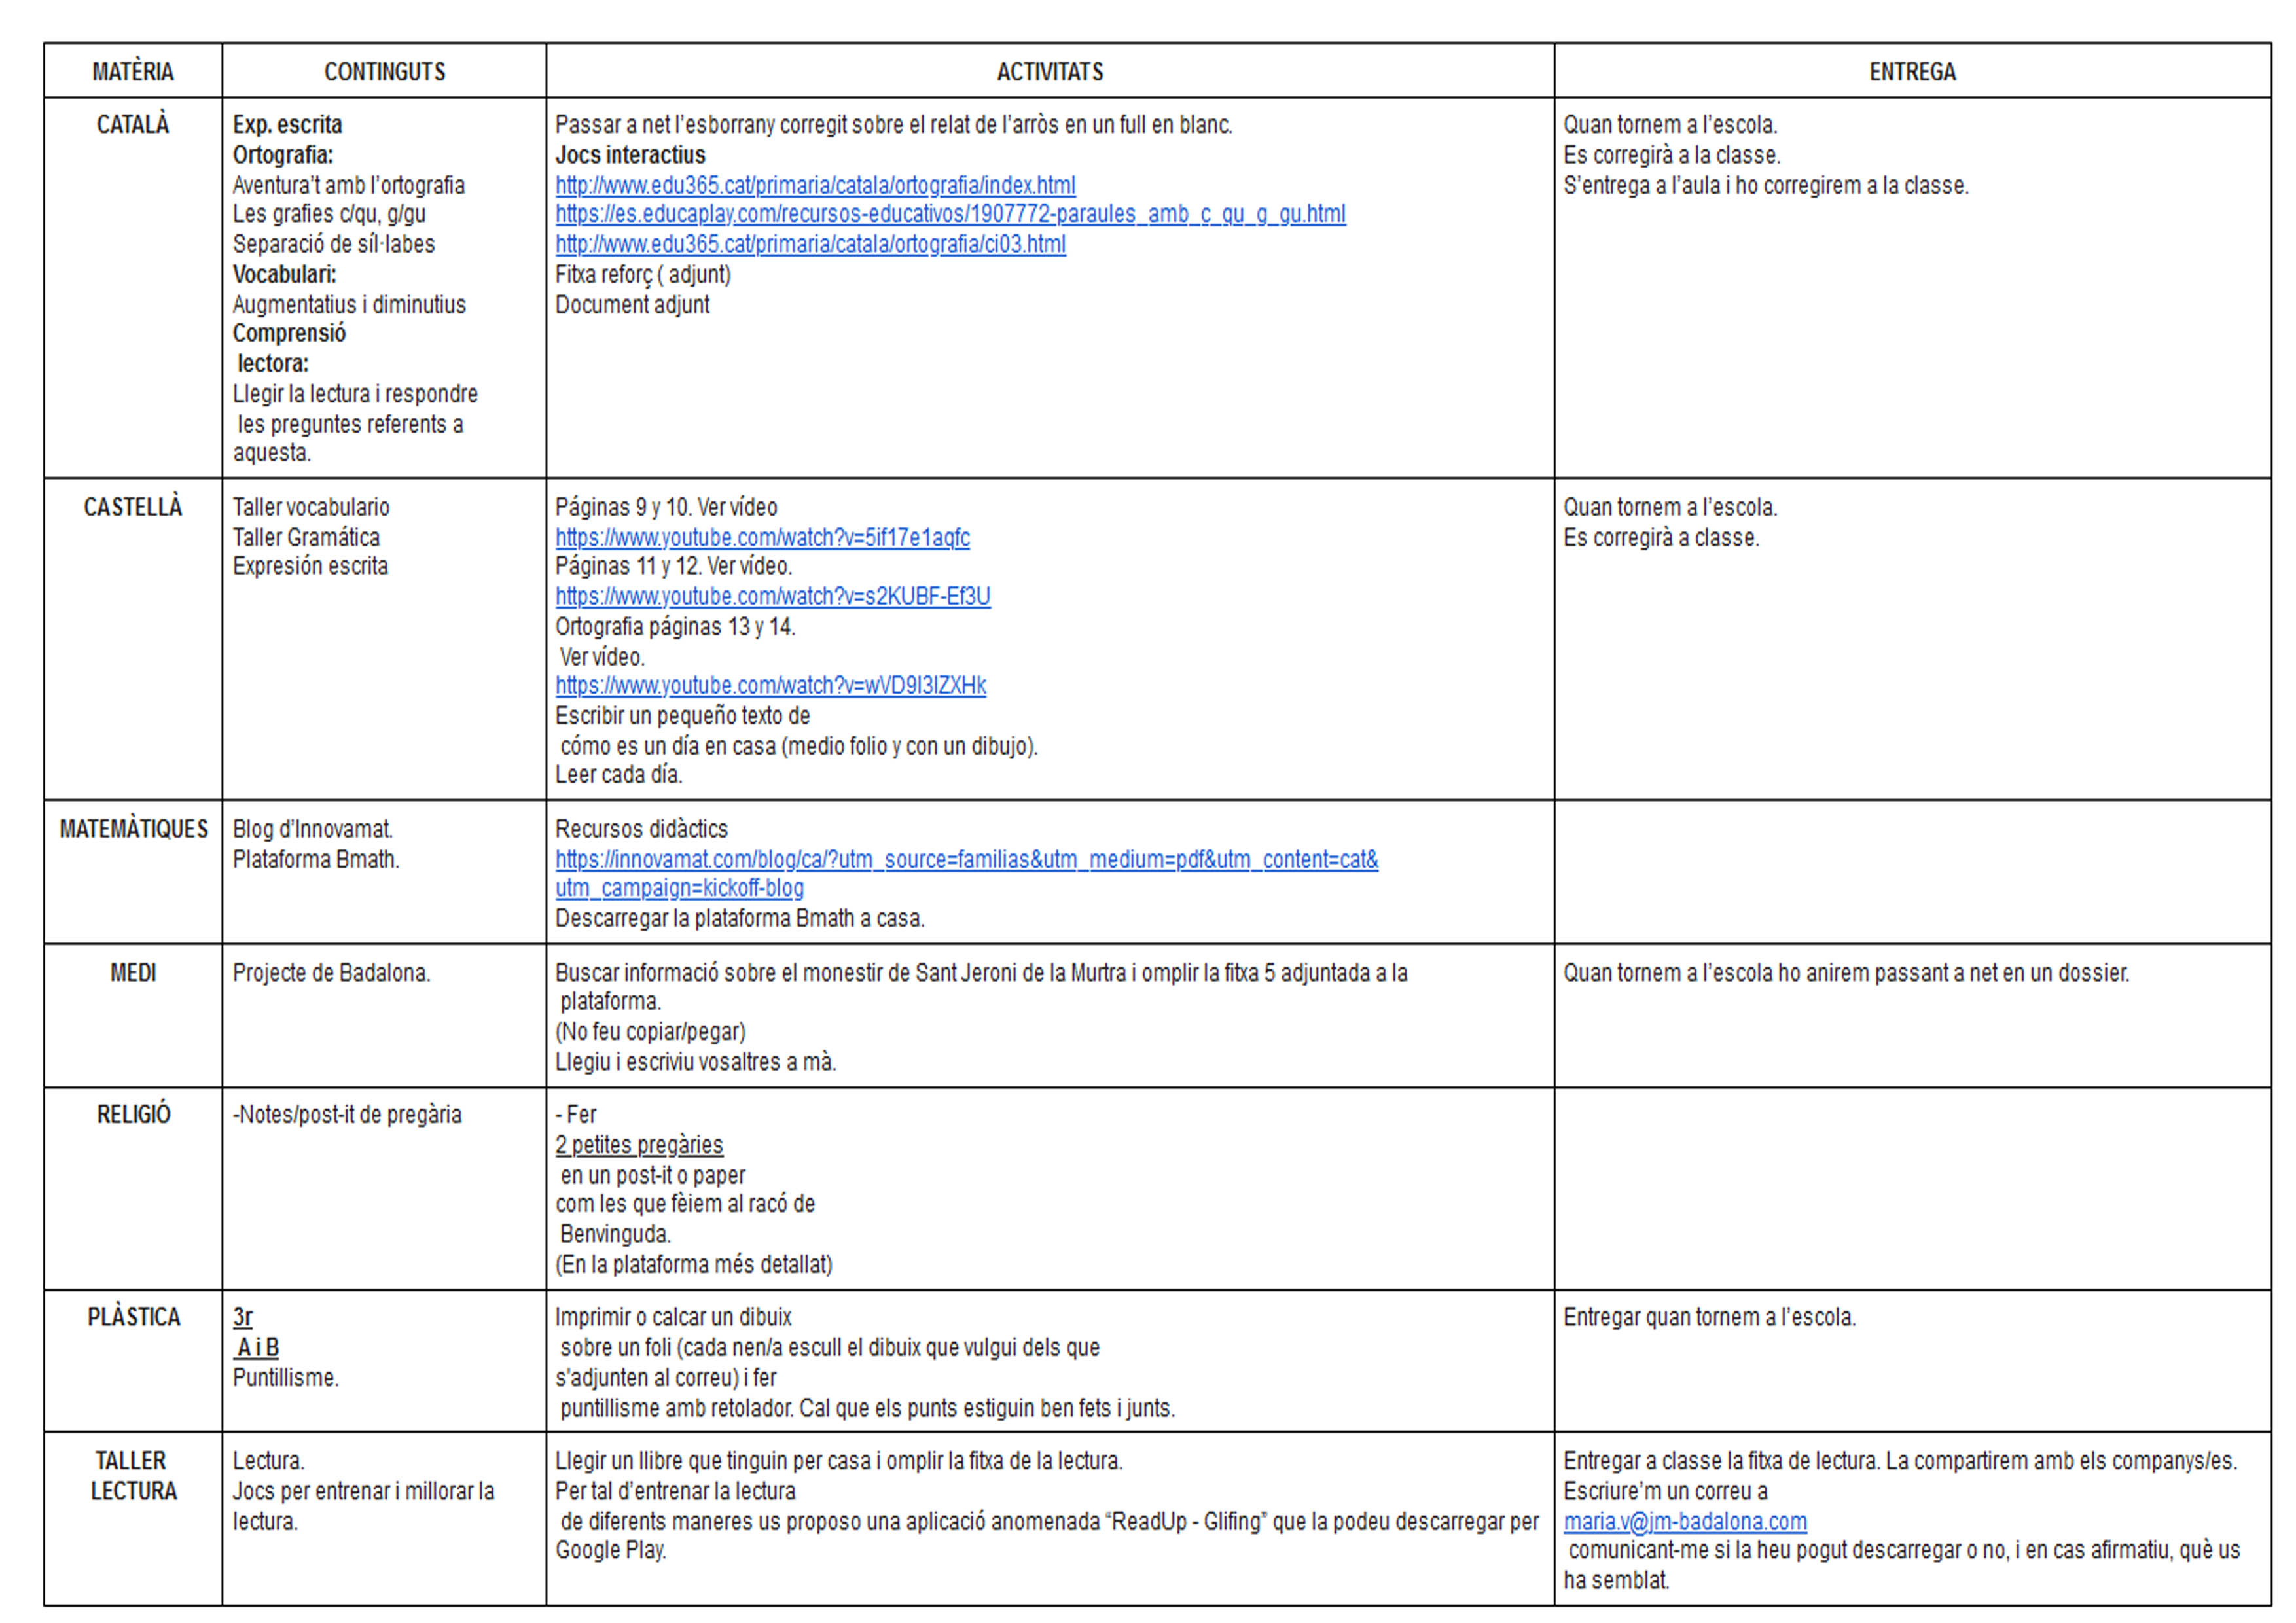 MATÈRIA CONTINGUTS ACTIVITATS ENTREGA
CATALÀ
Exp. escrita
Ortografia:
Aventura’t amb l’ortografia
Les grafies c/qu, g/gu
Separació de síl·labes
Vocabulari:
Augmentatius i diminutius
Comprensió
lectora:
Llegir la lectura i respondre
les preguntes referents a
aquesta.
Passar a net l’esborrany corregit sobre el relat de l’arròs en un full en blanc.
Jocs interactius
http://www.edu365.cat/primaria/catala/ortografia/index.html
https://es.educaplay.com/recursos-educativos/1907772-paraules_amb_c_qu_g_gu.html
http://www.edu365.cat/primaria/catala/ortografia/ci03.html
Fitxa reforç ( adjunt)
Document adjunt
Quan tornem a l’escola.
Es corregirà a la classe.
S’entrega a l’aula i ho corregirem a la classe.
CASTELLÀ
Taller vocabulario
Taller Gramática
Expresión escrita
Páginas 9 y 10. Ver vídeo
https://www.youtube.com/watch?v=5if17e1aqfc
Páginas 11 y 12. Ver vídeo.
https://www.youtube.com/watch?v=s2KUBF-Ef3U
Ortografia páginas 13 y 14.
Ver vídeo.
https://www.youtube.com/watch?v=wVD9I3IZXHk
Escribir un pequeño texto de
cómo es un día en casa (medio folio y con un dibujo).
Leer cada día.
Quan tornem a l’escola.
Es corregirà a classe.
MATEMÀTIQUES
Blog d’Innovamat.
Plataforma Bmath.
Recursos didàctics
https://innovamat.com/blog/ca/?utm_source=familias&utm_medium=pdf&utm_content=cat&
utm_campaign=kickoff-blog
Descarregar la plataforma Bmath a casa.
MEDI
Projecte de Badalona.
Buscar informació sobre el monestir de Sant Jeroni de la Murtra i omplir la fitxa 5 adjuntada a la
plataforma.
(No feu copiar/pegar)
Llegiu i escriviu vosaltres a mà.
Quan tornem a l’escola ho anirem passant a net en un dossier.
RELIGIÓ
-Notes/post-it de pregària
- Fer
2 petites pregàries
en un post-it o paper
com les que fèiem al racó de
Benvinguda.
(En la plataforma més detallat)
PLÀSTICA
3r
A i B
Puntillisme.
Imprimir o calcar un dibuix
sobre un foli (cada nen/a escull el dibuix que vulgui dels que
s'adjunten al correu) i fer
puntillisme amb retolador. Cal que els punts estiguin ben fets i junts.
Entregar quan tornem a l’escola.
TALLER
LECTURA
Lectura.
Jocs per entrenar i millorar la
lectura.
Llegir un llibre que tinguin per casa i omplir la fitxa de la lectura.
Per tal d’entrenar la lectura
de diferents maneres us proposo una aplicació anomenada “ReadUp - Glifing” que la podeu descarregar per
Google Play.
Entregar a classe la fitxa de lectura. La compartirem amb els companys/es.
Escriure’m un correu a
maria.v@jm-badalona.com
comunicant-me si la heu pogut descarregar o no, i en cas afirmatiu, què us
ha semblat.